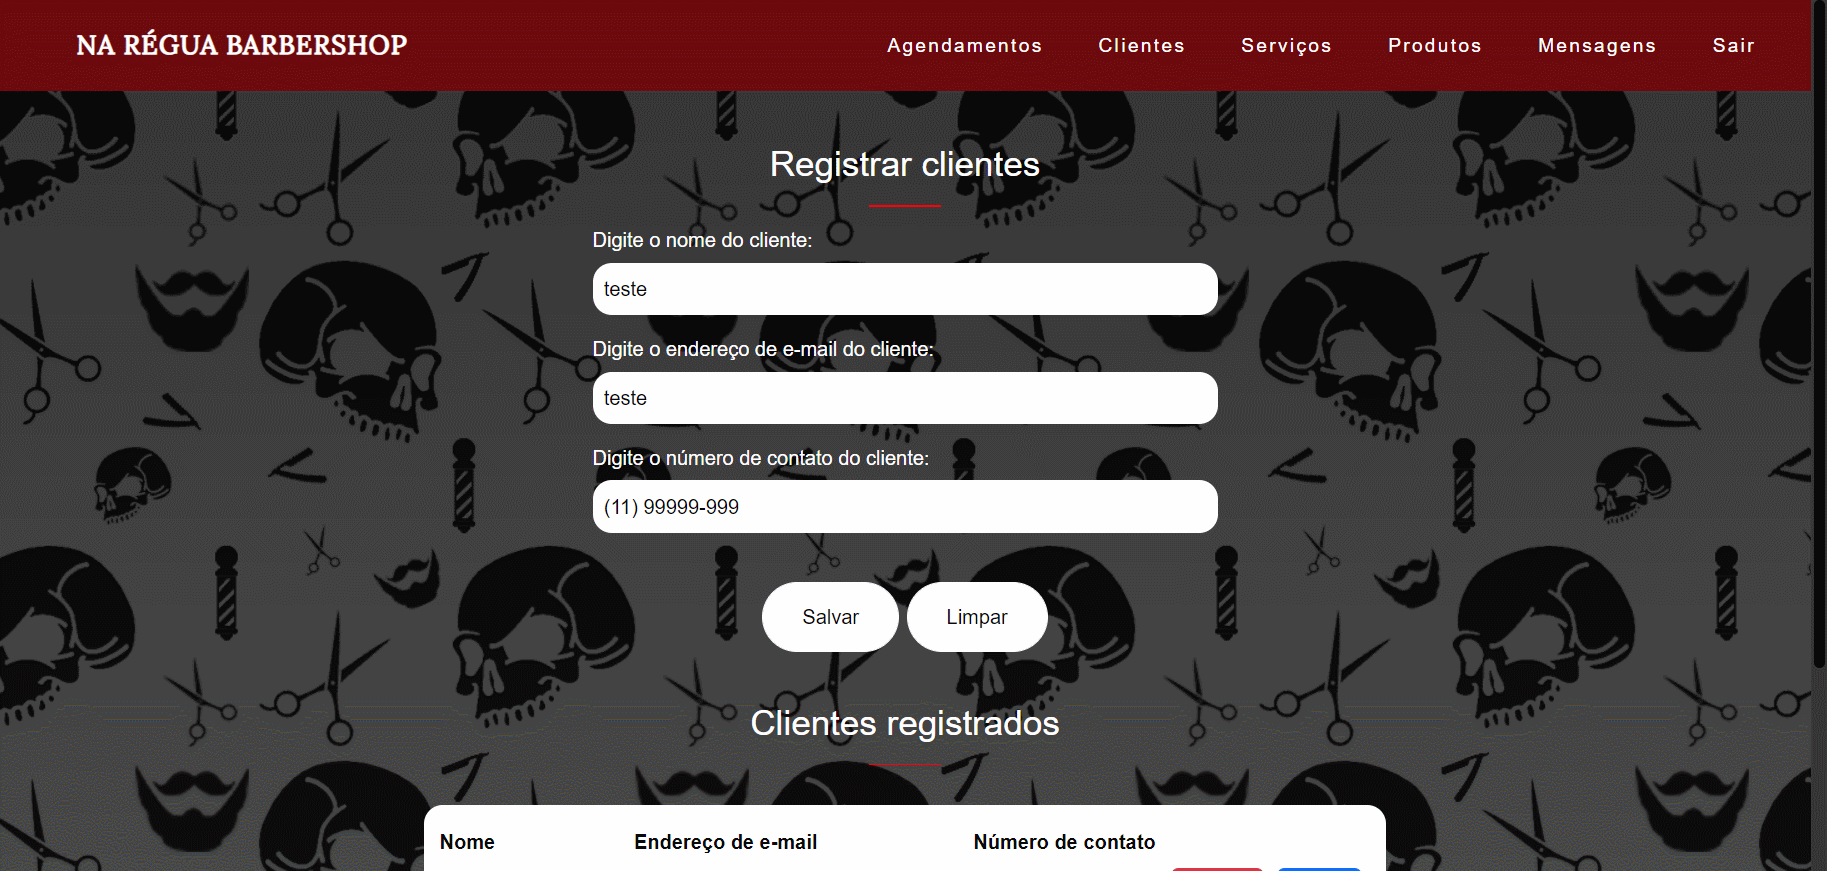 NA RÉGUA BARBERSHOP
Agendamentos Clientes Serviços Produtos Mensagens Sair
Registrar clientes
Digite o nome do cliente:
teste
Digite o endereço de e-mail do cliente:
teste
Digite o número de contato do cliente:
(11) 99999-999
Salvar Limpar
Clientes registrados
Nome Endereço de e-mail Número de contato